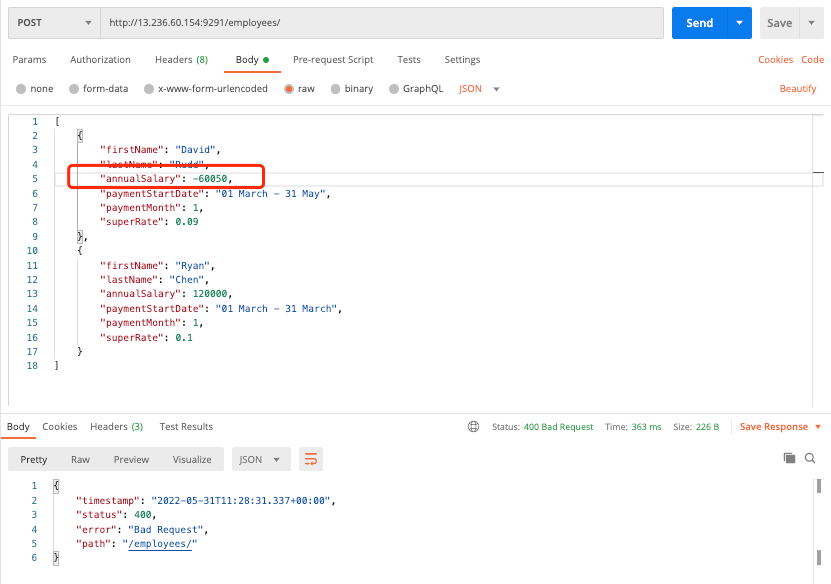 POST http://13.236.60.154:9291/employees/ Send Save
Params Authorization Headers (8) Body Pre-request Script Tests Settings Cookies Code
none form-data x-www-form-urlencoded raw binary GraphQL JSON Beautify
1 [
2 {
3 "firstName": "David",
4 "lastName": "Rudd",
5 "annualSalary": -60050,
6 "paymentStartDate": "01 March - 31 May",
7 "paymentMonth": 1,
8 "superRate": 0.09
9 },
10 {
11 "firstName": "Ryan",
12 "lastName": "Chen",
13 "annualSalary": 120000,
14 "paymentStartDate": "01 March - 31 March",
15 "paymentMonth": 1,
16 "superRate": 0.1
17 }
18 ]
Body Cookies Headers (3) Test Results Status: 400 Bad Request Time: 363 ms Size: 226 B Save Response
Pretty Raw Preview Visualize JSON
1 {
2 "timestamp": "2022-05-31T11:28:31.337+00:00",
3 "status": 400,
4 "error": "Bad Request",
5 "path": "/employees/"
6 }